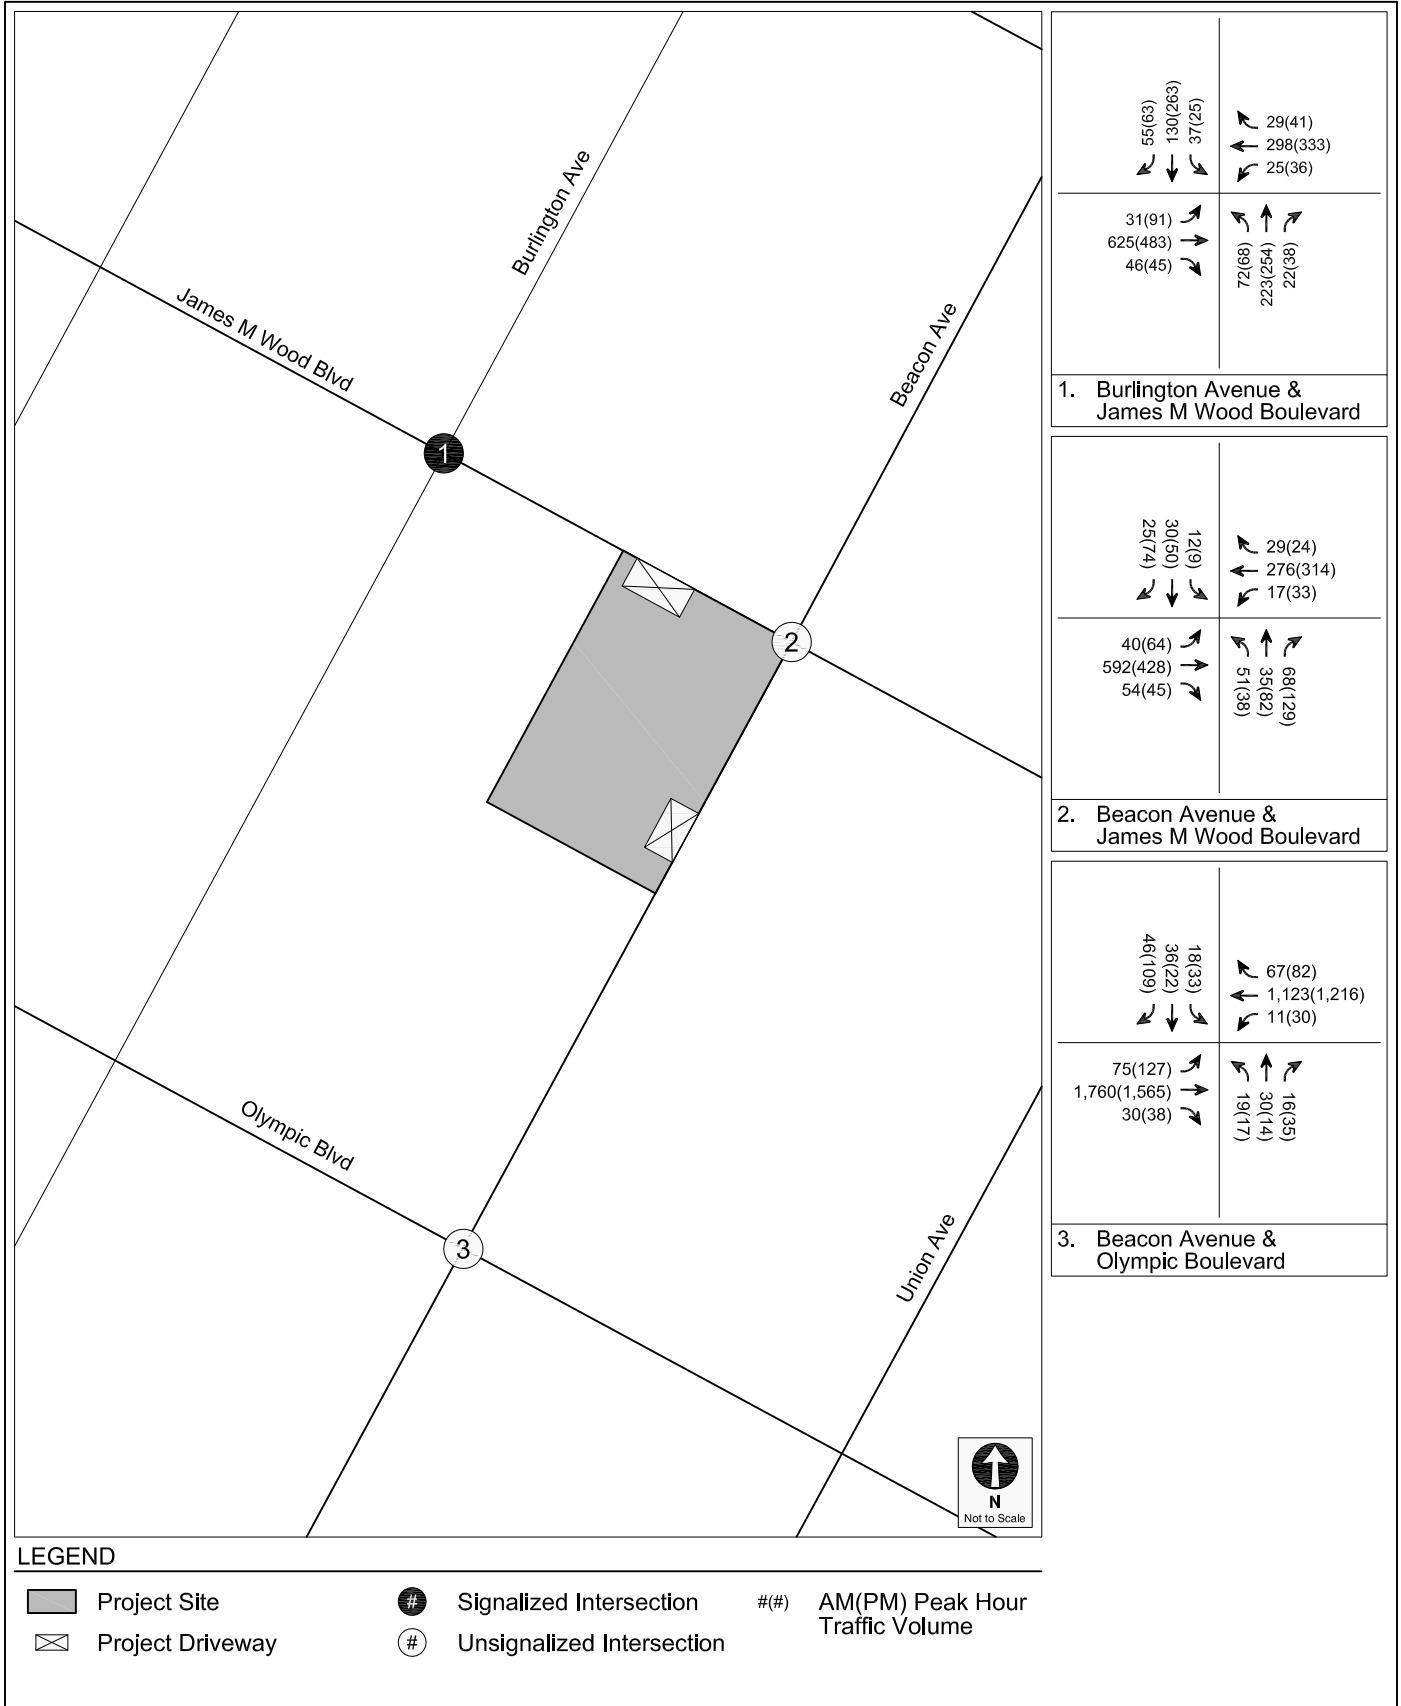 Burlington Ave
James M Wood Blvd
Beacon Ave
1
2
Olympic Blvd
3
Union Ave
N
Not to Scale
55(63)
130(263)
37(25)
29(41)
298(333)
25(36)
31(91)
625(483)
46(45)
72(68)
223(254)
22(38)
1. Burlington Avenue &
James M Wood Boulevard
25(74)
30(50)
12(9)
29(24)
276(314)
17(33)
40(64)
592(428)
54(45)
51(38)
35(82)
68(129)
2. Beacon Avenue &
James M Wood Boulevard
46(109)
36(22)
18(33)
67(82)
1,123(1,216)
11(30)
75(127)
1,760(1,565)
30(38)
19(17)
30(14)
16(35)
3. Beacon Avenue &
Olympic Boulevard
LEGEND
Project Site
# Signalized Intersection
#(#) AM(PM) Peak Hour
Traffic Volume
Project Driveway
# Unsignalized Intersection